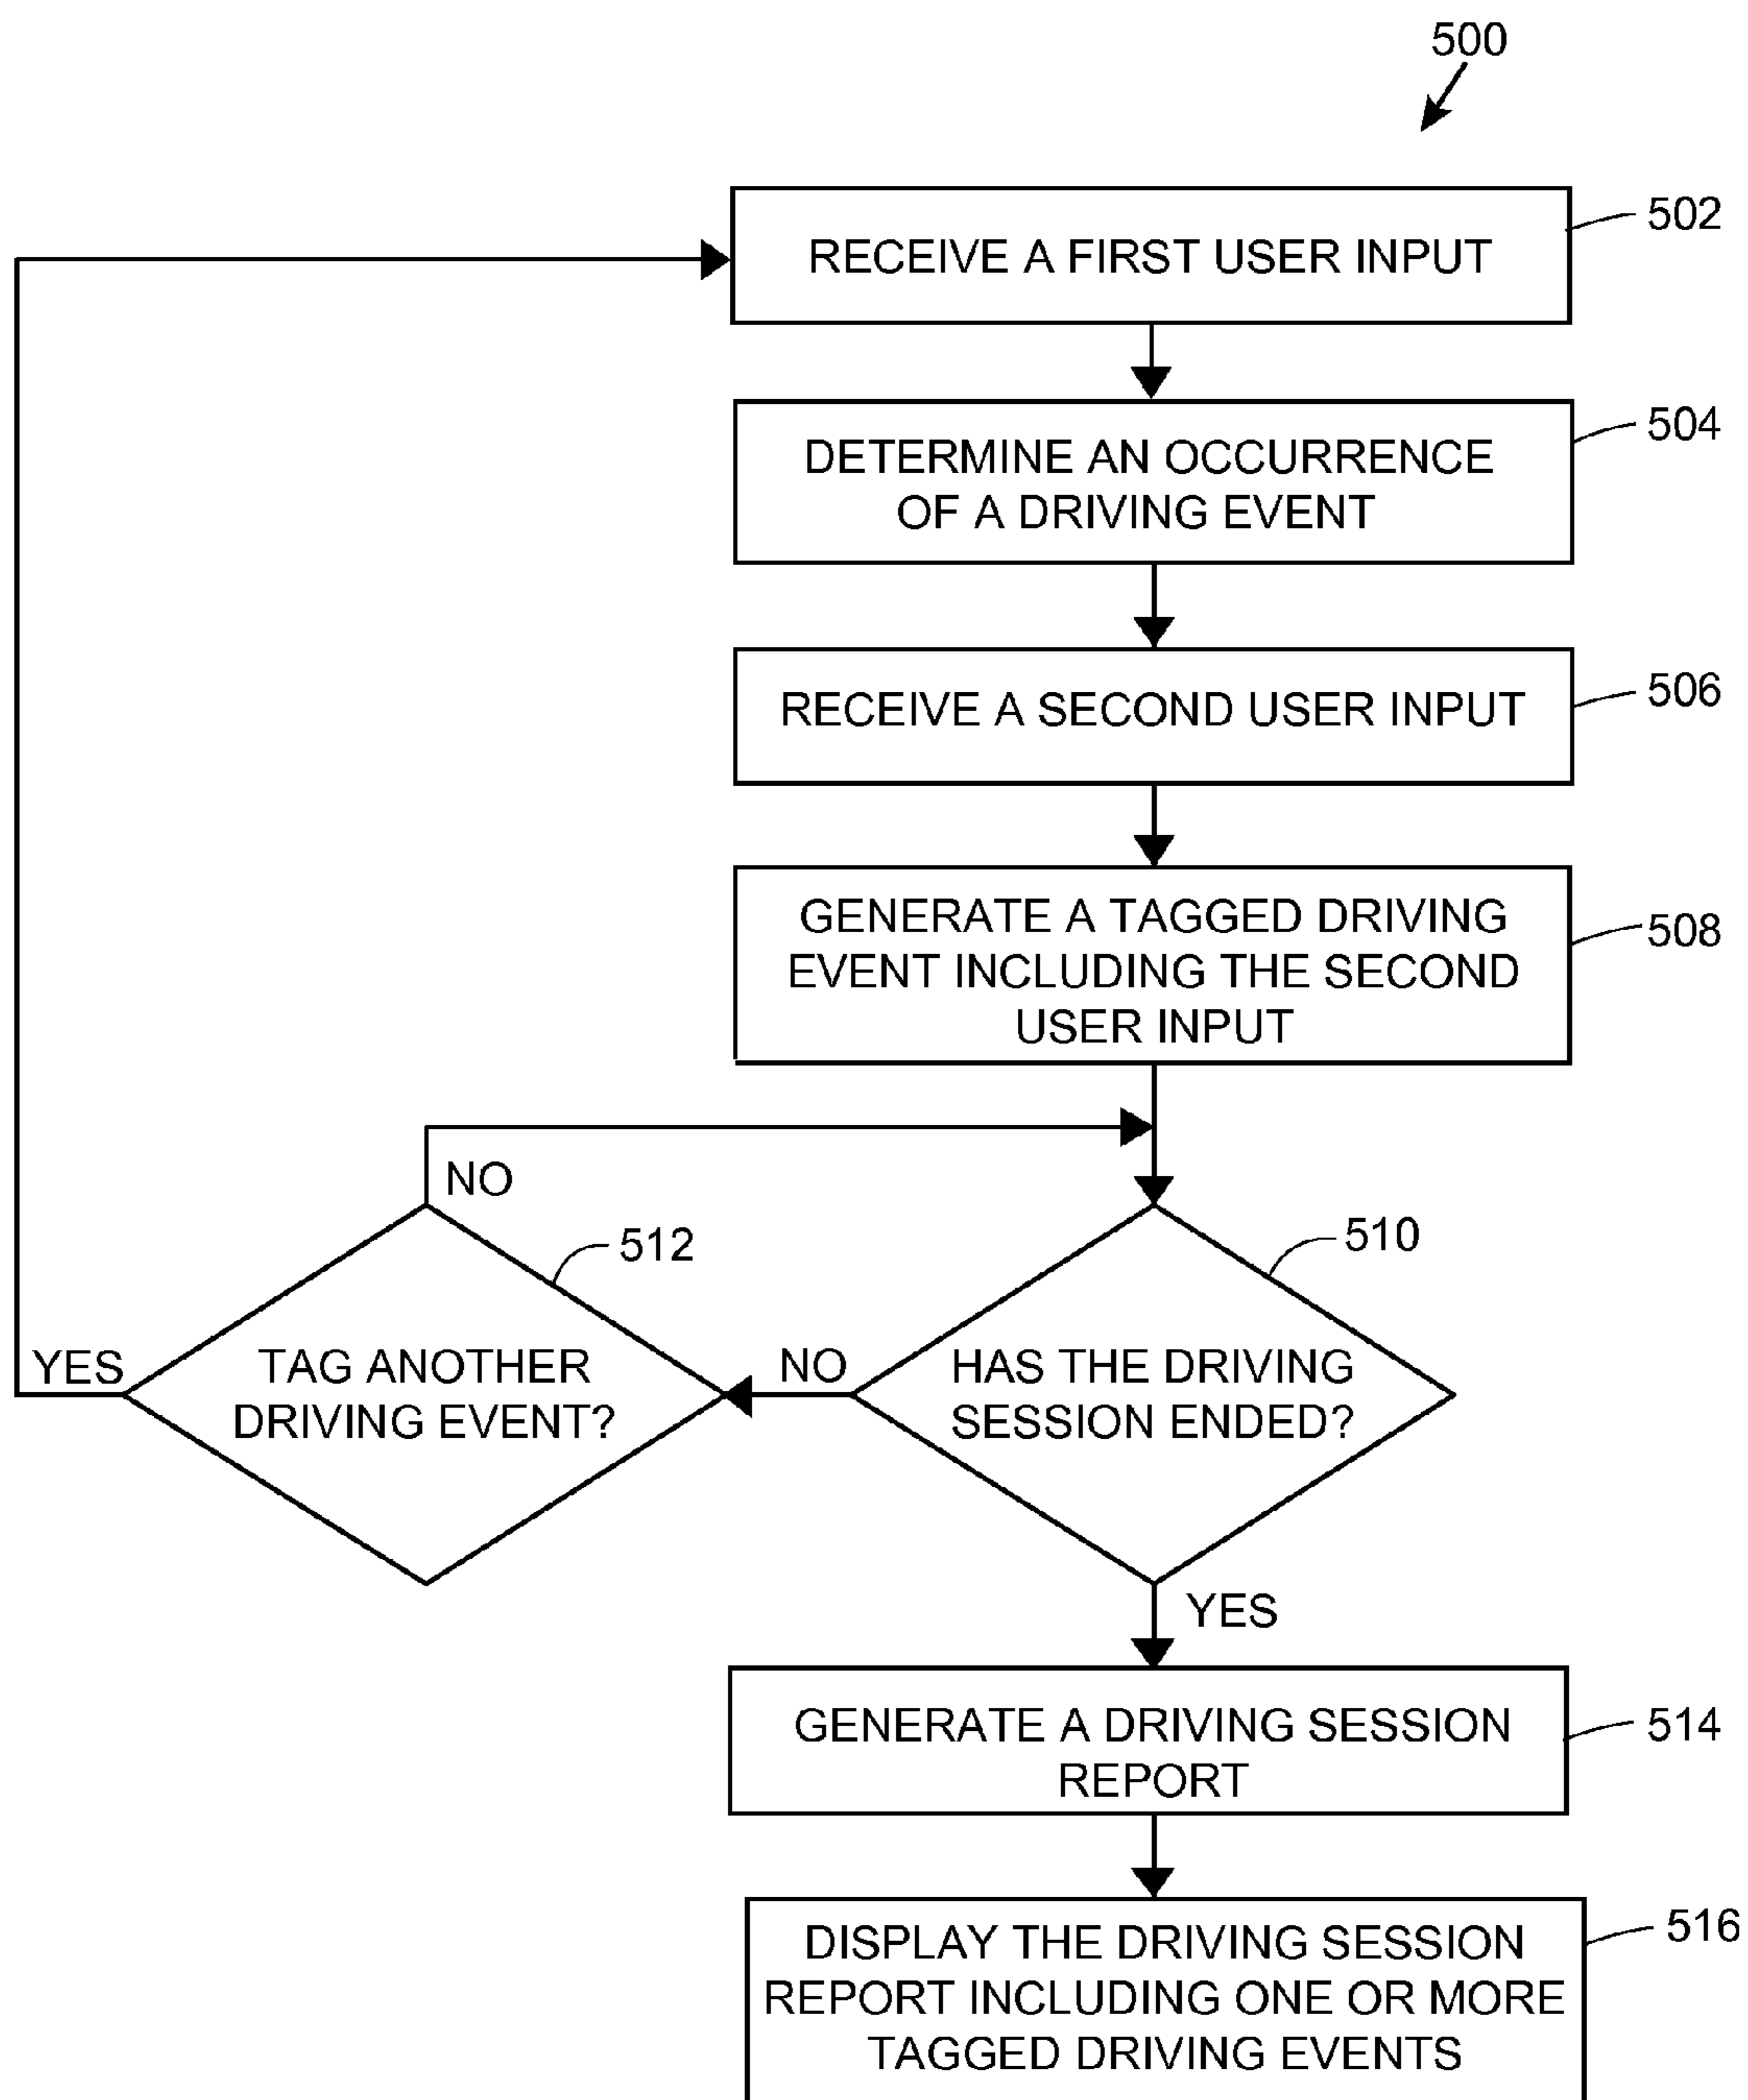 500
RECEIVE A FIRST USER INPUT
502
DETERMINE AN OCCURRENCE
OF A DRIVING EVENT
504
RECEIVE A SECOND USER INPUT
506
GENERATE A TAGGED DRIVING
EVENT INCLUDING THE SECOND
USER INPUT
508
NO
512
510
YES
TAG ANOTHER
DRIVING EVENT?
NO
HAS THE DRIVING
SESSION ENDED?
YES
GENERATE A DRIVING SESSION
REPORT
514
DISPLAY THE DRIVING SESSION
REPORT INCLUDING ONE OR MORE
TAGGED DRIVING EVENTS
516